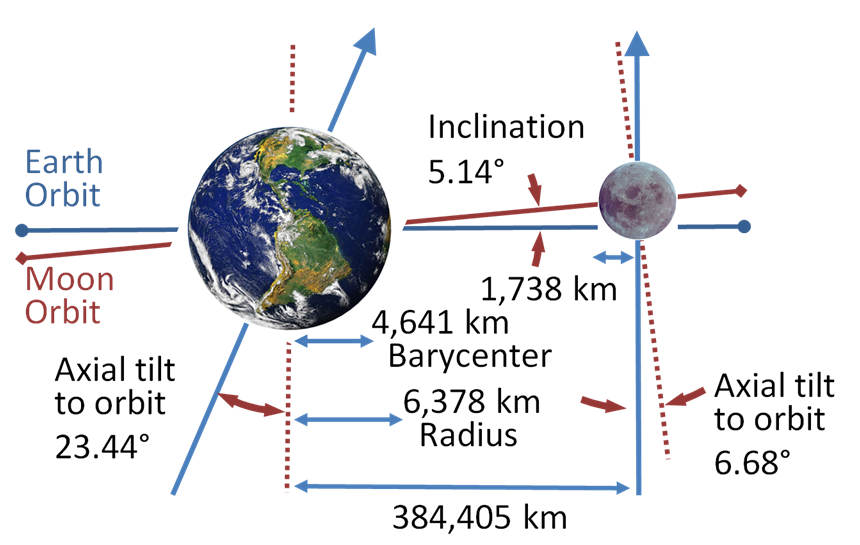 Earth
Orbit
Moon
Orbit
Inclination
5.14°
1,738 km
4,641 km
Barycenter
Axial tilt
to orbit
23.44°
6,378 km
Radius
Axial tilt
to orbit
6.68°
384,405 km